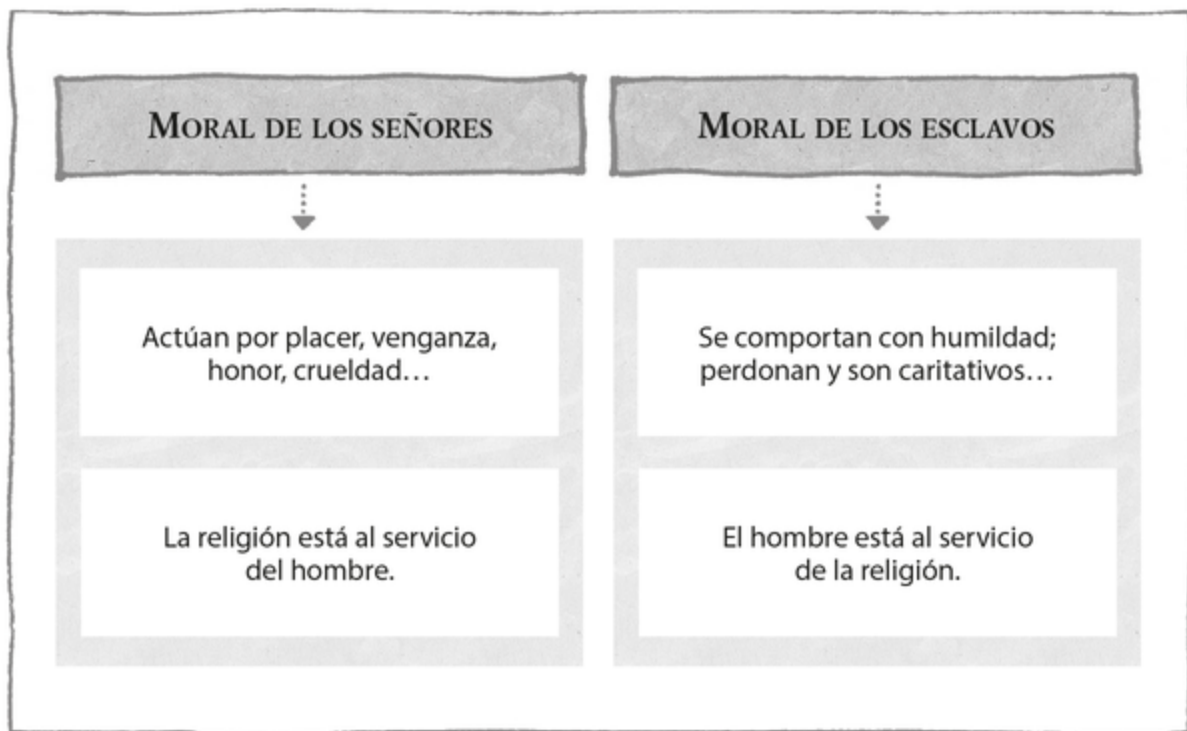 MORAL DE LOS SEÑORES
Actúan por placer, venganza,
honor, crueldad…
La religión está al servicio
del hombre.
MORAL DE LOS ESCLAVOS
Se comportan con humildad;
perdonan y son caritativos…
El hombre está al servicio
de la religión.